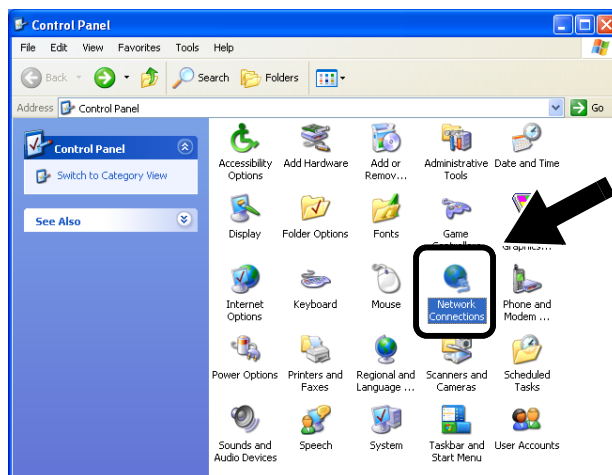 Control Panel
File Edit View Favorites Tools Help
Back Search Folders
Address Control Panel Go
Control Panel
Switch to Category View
See Also
Accessibility Options
Add Hardware
Add or Remov...
Administrative Tools
Date and Time
Display
Folder Options
Fonts
Game
Graphics...
Internet Options
Keyboard
Mouse
Network Connections
Phone and Modem ...
Power Options
Printers and Faxes
Regional and Language ...
Scanners and Cameras
Scheduled Tasks
Sounds and Audio Devices
Speech
System
Taskbar and Start Menu
User Accounts